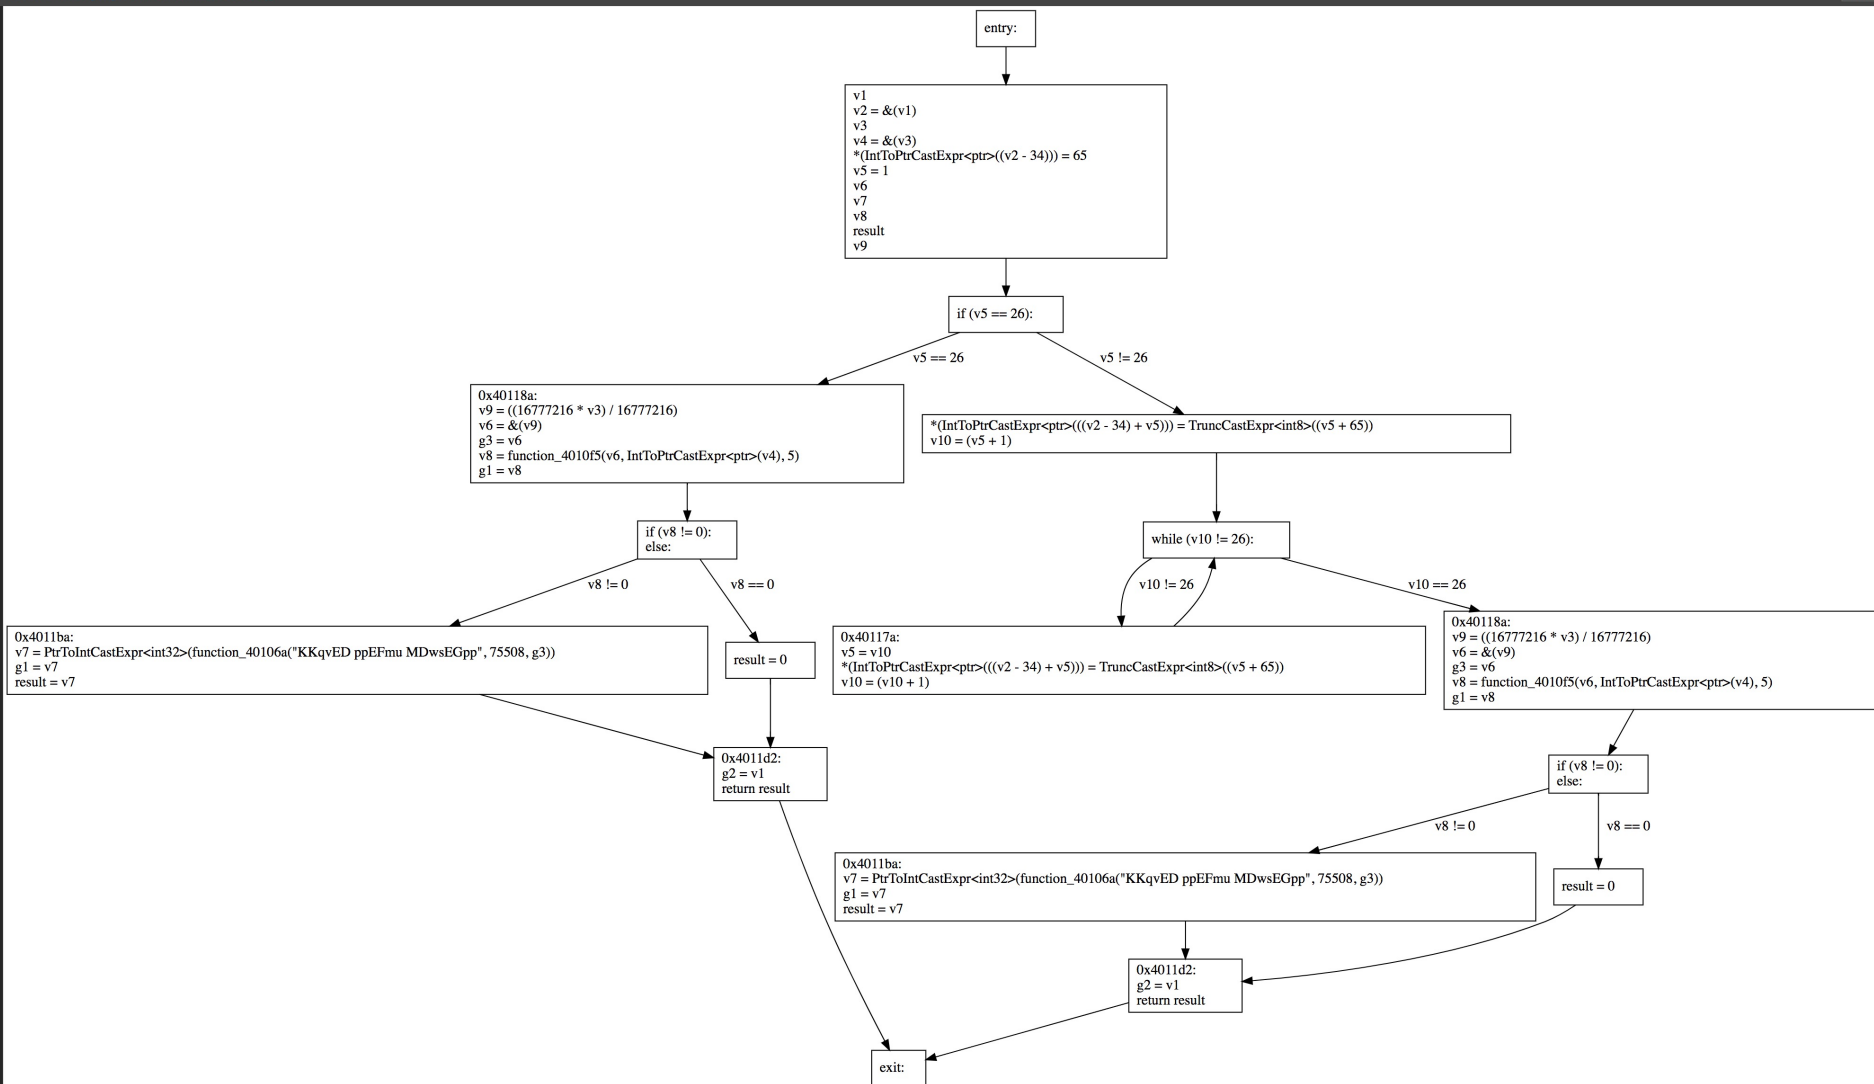 entry:
v1
v2 = &(v1)
v3
v4 = &(v3)
*(IntToPtrCastExpr<ptr>((v2 - 34))) = 65
v5 = 1
v6
v7
v8
result
v9
if (v5 == 26):
v5 == 26
v5 != 26
0x40118a:
v9 = ((16777216 * v3) / 16777216)
v6 = &(v9)
g3 = v6
v8 = function_4010f5(v6, IntToPtrCastExpr<ptr>(v4), 5)
g1 = v8
*(IntToPtrCastExpr<ptr>(((v2 - 34) + v5))) = TruncCastExpr<int8>((v5 + 65))
v10 = (v5 + 1)
if (v8 != 0):
else:
while (v10 != 26):
v8 != 0
v8 == 0
v10 != 26
v10 == 26
0x4011ba:
v7 = PtrToIntCastExpr<int32>(function_40106a("KKqvED ppEFmu MDwsEGpp", 75508, g3))
g1 = v7
result = v7
result = 0
0x40117a:
v5 = v10
*(IntToPtrCastExpr<ptr>(((v2 - 34) + v5))) = TruncCastExpr<int8>((v5 + 65))
v10 = (v10 + 1)
0x40118a:
v9 = ((16777216 * v3) / 16777216)
v6 = &(v9)
g3 = v6
v8 = function_4010f5(v6, IntToPtrCastExpr<ptr>(v4), 5)
g1 = v8
0x4011d2:
g2 = v1
return result
if (v8 != 0):
else:
v8 != 0
v8 == 0
0x4011ba:
v7 = PtrToIntCastExpr<int32>(function_40106a("KKqvED ppEFmu MDwsEGpp", 75508, g3))
g1 = v7
result = v7
result = 0
0x4011d2:
g2 = v1
return result
exit: